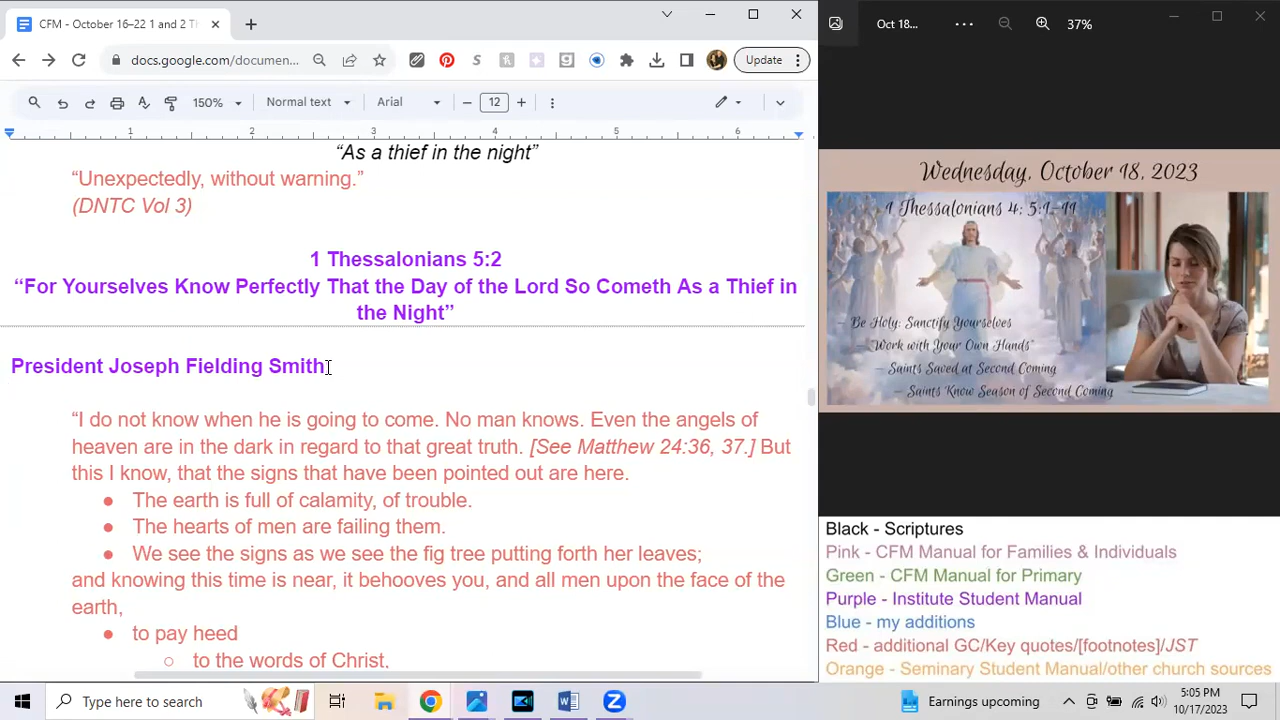 CFM - October 16–22 1 and 2 Th
Oct 18...
37%
docs.google.com/documen...
Update
150%
Normal text
Arial
12
1 2 3 4 5 6
“As a thief in the night”
“Unexpectedly, without warning.”
(DNTC Vol 3)
1 Thessalonians 5:2
“For Yourselves Know Perfectly That the Day of the Lord So Cometh As a Thief in
the Night”
President Joseph Fielding Smith
“I do not know when he is going to come. No man knows. Even the angels of
heaven are in the dark in regard to that great truth. [See Matthew 24:36, 37.] But
this I know, that the signs that have been pointed out are here.
● The earth is full of calamity, of trouble.
● The hearts of men are failing them.
● We see the signs as we see the fig tree putting forth her leaves;
and knowing this time is near, it behooves you, and all men upon the face of the
earth,
● to pay heed
○ to the words of Christ,
Wednesday, October 18, 2023
1 Thessalonians 4; 5:1-11
- Be Holy: Sanctify Yourselves
- "Work with Your Own Hands"
- Saints Saved at Second Coming
- Saints Know Season of Second Coming
Black - Scriptures
Pink - CFM Manual for Families & Individuals
Green - CFM Manual for Primary
Purple - Institute Student Manual
Blue - my additions
Red - additional GC/Key quotes/[footnotes]/JST
Orange - Seminary Student Manual/other church sources
Type here to search
Earnings upcoming
5:05 PM
10/17/2023